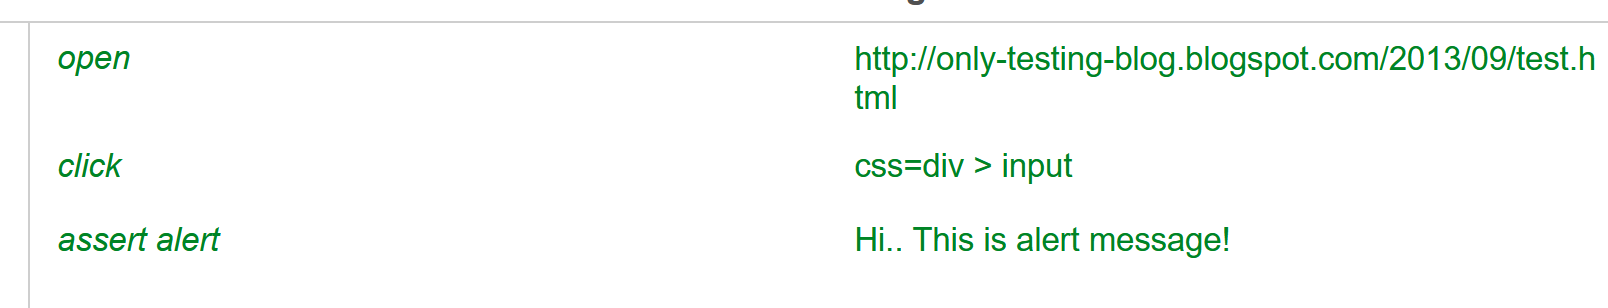 open
http://only-testing-blog.blogspot.com/2013/09/test.h
tml
click
css=div > input
assert alert
Hi.. This is alert message!